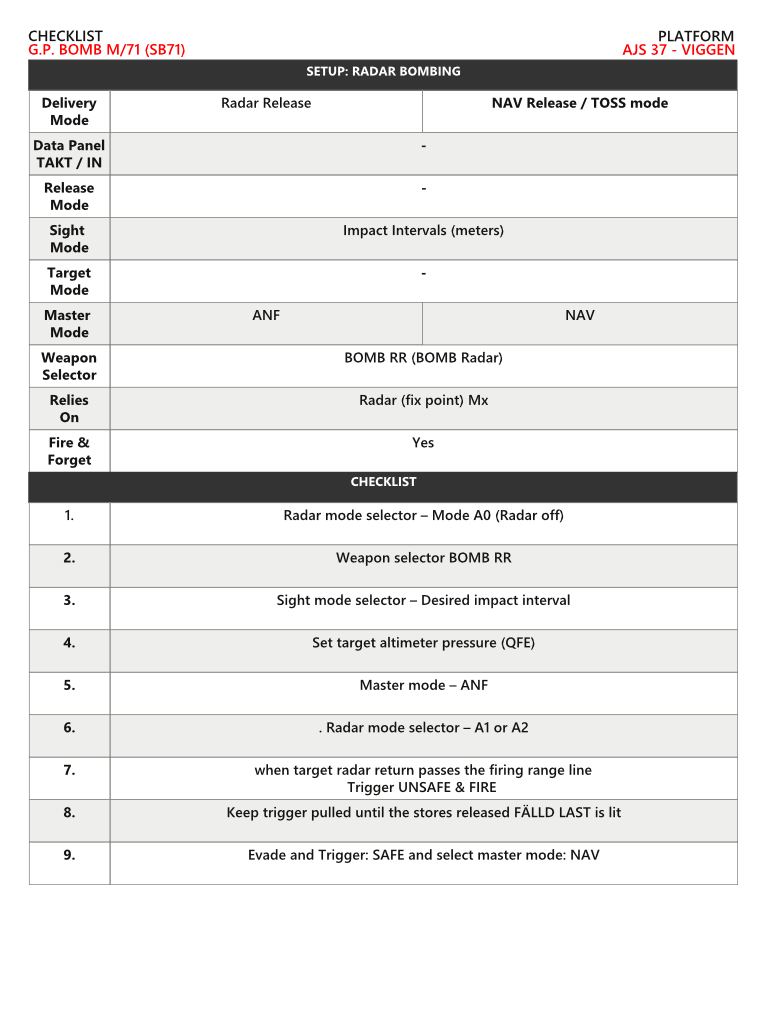 CHECKLIST
PLATFORM
G.P. BOMB M/71 (SB71)
AJS 37 - VIGGEN
SETUP: RADAR BOMBING
Delivery
Mode
Radar Release
NAV Release / TOSS mode
Data Panel
TAKT / IN
-
Release
Mode
-
Sight
Mode
Impact Intervals (meters)
Target
Mode
-
Master
Mode
ANF
NAV
Weapon
Selector
BOMB RR (BOMB Radar)
Relies
On
Radar (fix point) Mx
Fire &
Forget
Yes
CHECKLIST
1.
Radar mode selector – Mode A0 (Radar off)
2.
Weapon selector BOMB RR
3.
Sight mode selector – Desired impact interval
4.
Set target altimeter pressure (QFE)
5.
Master mode – ANF
6.
. Radar mode selector – A1 or A2
7.
when target radar return passes the firing range line
Trigger UNSAFE & FIRE
8.
Keep trigger pulled until the stores released FÄLLD LAST is lit
9.
Evade and Trigger: SAFE and select master mode: NAV